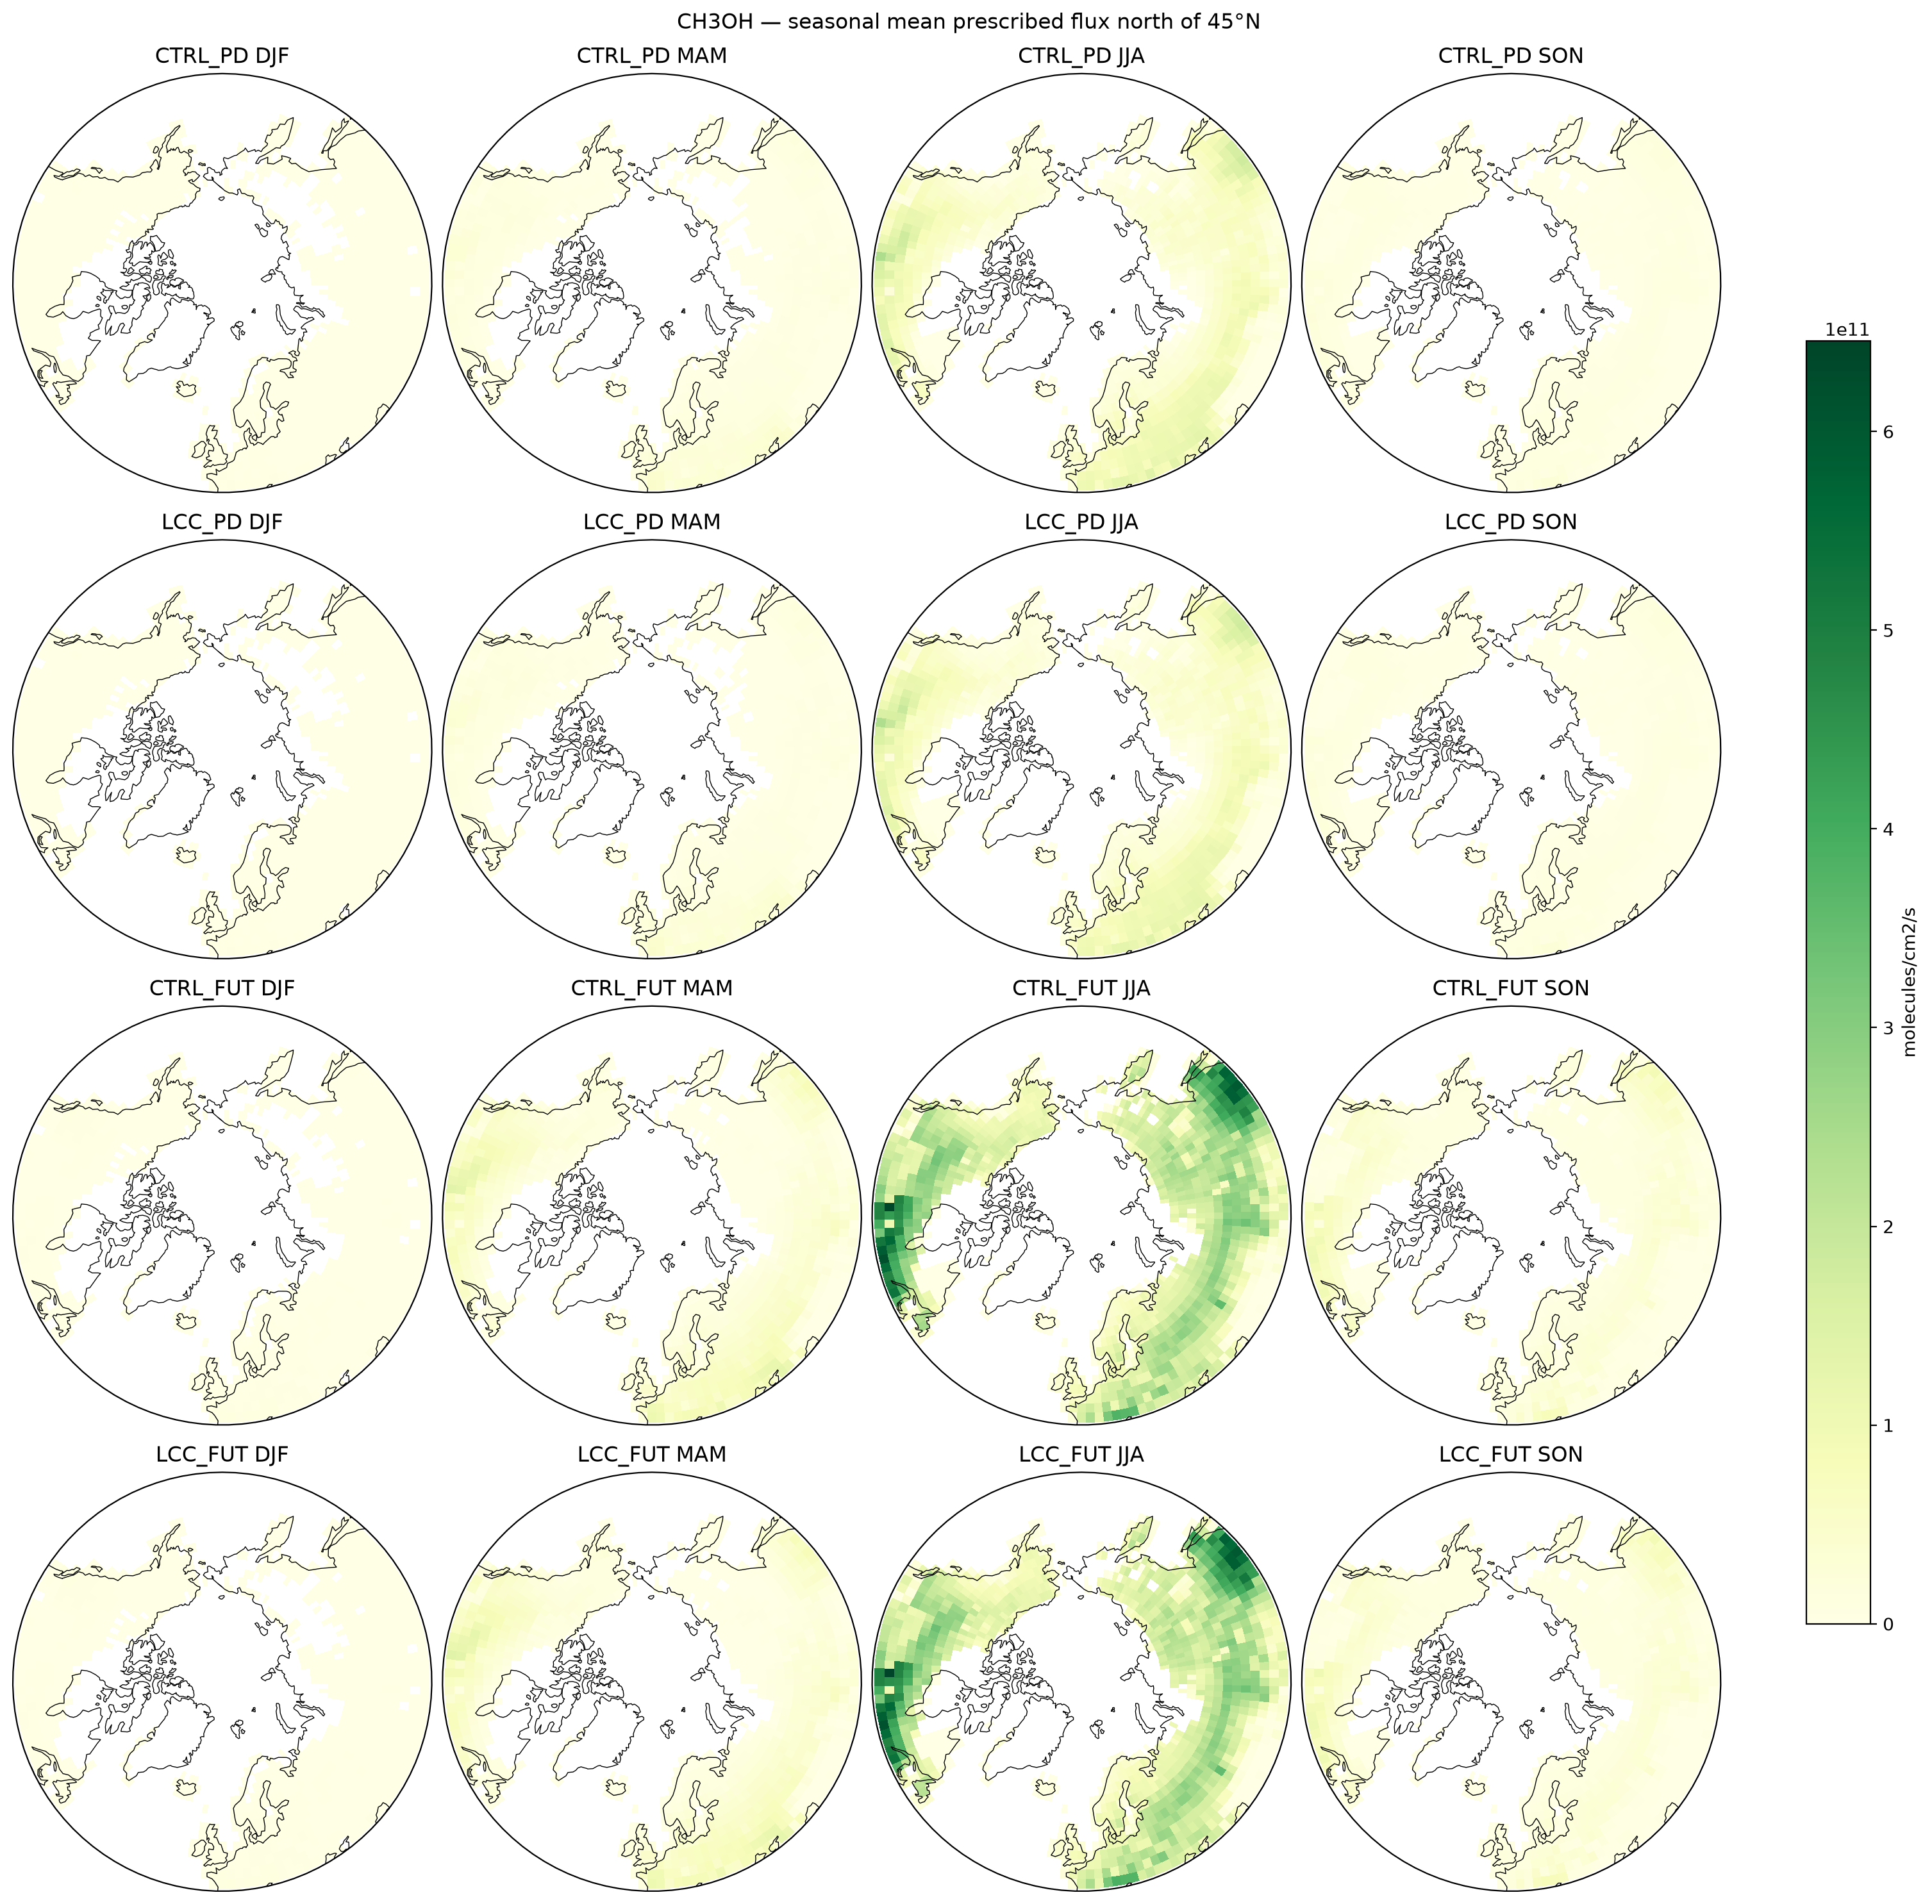 CH3OH — seasonal mean prescribed flux north of 45°N
CTRL_PD DJF
CTRL_PD MAM
CTRL_PD JJA
CTRL_PD SON
LCC_PD DJF
LCC_PD MAM
LCC_PD JJA
LCC_PD SON
CTRL_FUT DJF
CTRL_FUT MAM
CTRL_FUT JJA
CTRL_FUT SON
LCC_FUT DJF
LCC_FUT MAM
LCC_FUT JJA
LCC_FUT SON
1e11
6
5
4
3
2
1
0
molecules/cm2/s